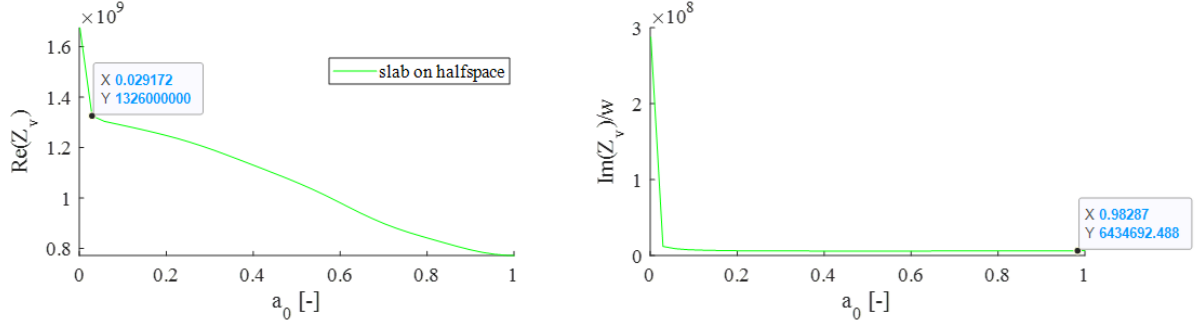 ×10^9
1.6
1.4
1.2
1
0.8
Re(Z_v)
X 0.029172
Y 1326000000
slab on halfspace
0 0.2 0.4 0.6 0.8 1
a_0 [-]
×10^8
3
2
1
0
Im(Z_v)/w
X 0.98287
Y 6434692.488
0 0.2 0.4 0.6 0.8 1
a_0 [-]